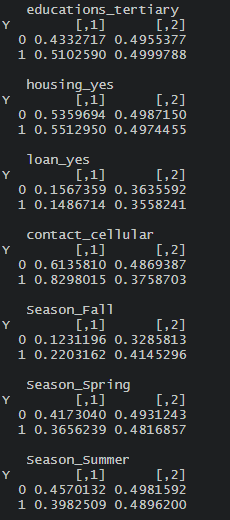 educations_tertiary
Y [,1] [,2]
0 0.4332717 0.4955377
1 0.5102590 0.4999788
housing_yes
Y [,1] [,2]
0 0.5359694 0.4987150
1 0.5512950 0.4974455
loan_yes
Y [,1] [,2]
0 0.1567359 0.3635592
1 0.1486714 0.3558241
contact_cellular
Y [,1] [,2]
0 0.6135810 0.4869387
1 0.8298015 0.3758703
Season_Fall
Y [,1] [,2]
0 0.1231196 0.3285813
1 0.2203162 0.4145296
Season_Spring
Y [,1] [,2]
0 0.4173040 0.4931243
1 0.3656239 0.4816857
Season_Summer
Y [,1] [,2]
0 0.4570132 0.4981592
1 0.3982509 0.4896200